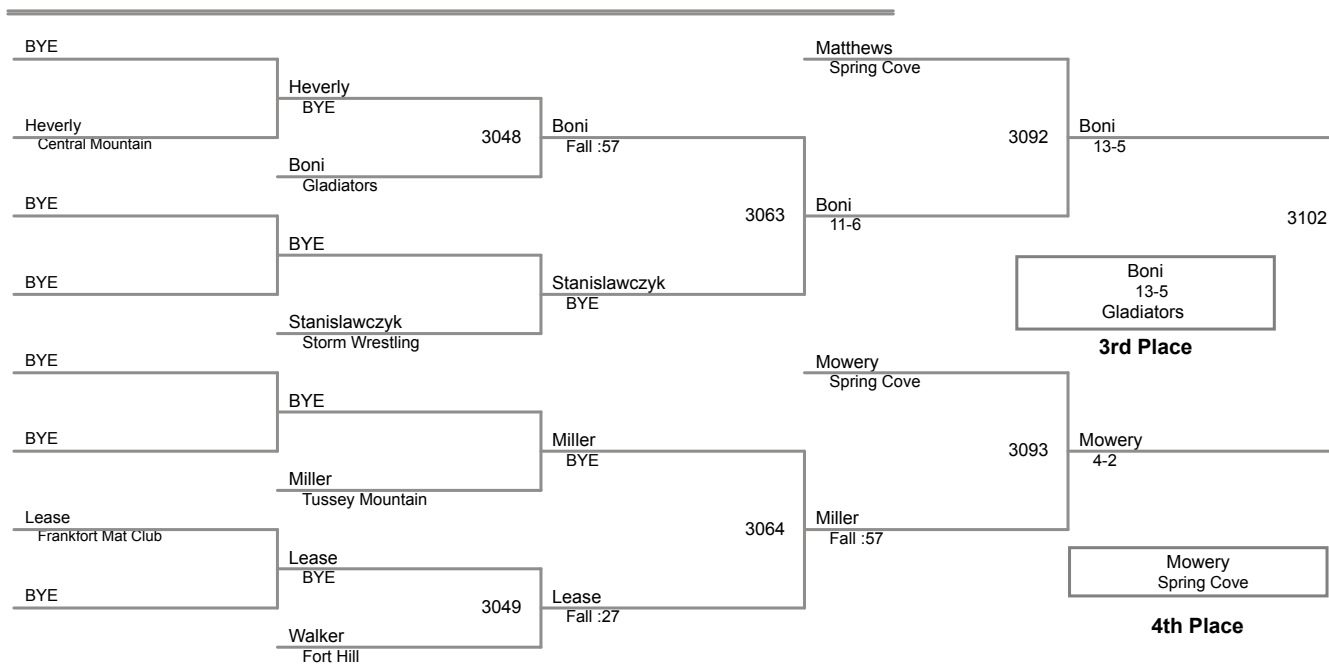 BYE
Heverly
Central Mountain
BYE
BYE
BYE
BYE
Lease
Frankfort Mat Club
BYE
Heverly
BYE
3048
Boni
Gladiators
BYE
Stanislawczyk
Storm Wrestling
BYE
Miller
Tussey Mountain
Lease
BYE
3049
Walker
Fort Hill
Boni
Fall :57
3063
Stanislawczyk
BYE
Miller
BYE
3064
Lease
Fall :27
Matthews
Spring Cove
3092
Boni
11-6
Mowery
Spring Cove
3093
Miller
Fall :57
Boni
13-5
3102
Boni
13-5
Gladiators
3rd Place
Mowery
4-2
Mowery
Spring Cove
4th Place